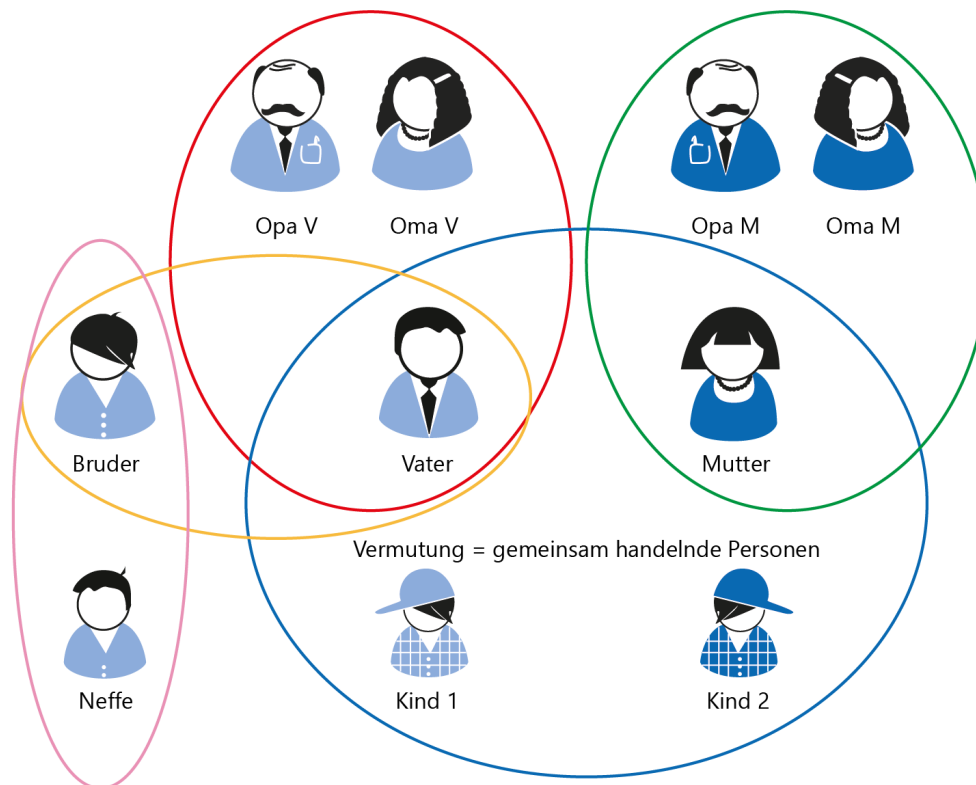 Opa V
Oma V
Opa M
Oma M
Bruder
Vater
Mutter
Vermutung = gemeinsam handelnde Personen
Neffe
Kind 1
Kind 2